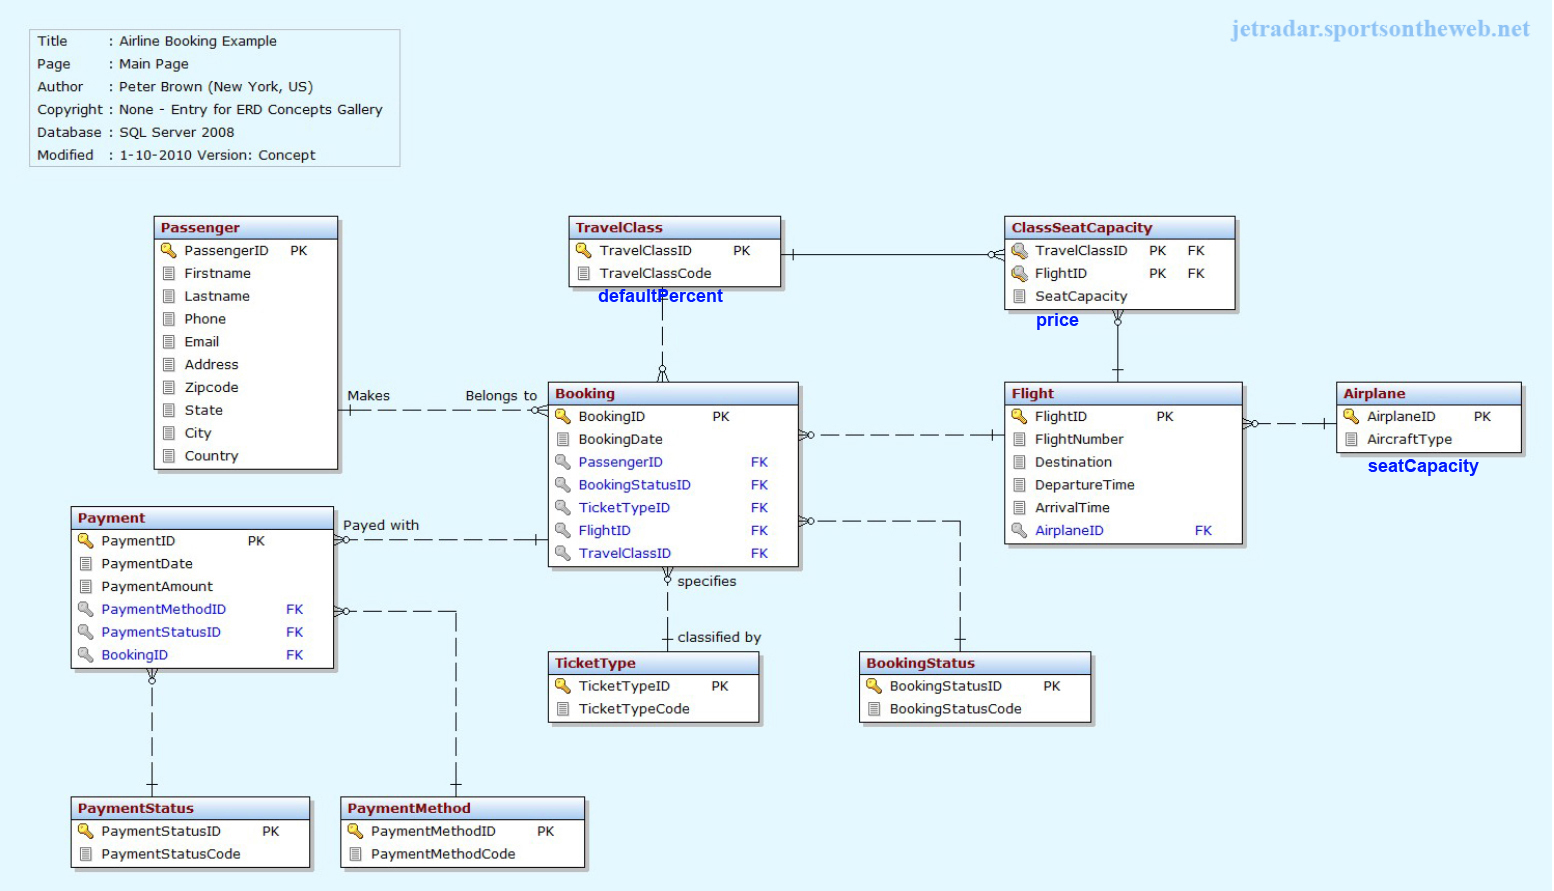 jetradar.sportsontheweb.net
Title : Airline Booking Example
Page : Main Page
Author : Peter Brown (New York, US)
Copyright : None - Entry for ERD Concepts Gallery
Database : SQL Server 2008
Modified : 1-10-2010 Version: Concept
Passenger
PassengerID PK
Firstname
Lastname
Phone
Email
Address
Zipcode
State
City
Country
TravelClass
TravelClassID PK
TravelClassCode
defaultPercent
ClassSeatCapacity
TravelClassID PK FK
FlightID PK FK
SeatCapacity
price
Makes
Belongs to
Booking
BookingID PK
BookingDate
PassengerID FK
BookingStatusID FK
TicketTypeID FK
FlightID FK
TravelClassID FK
Flight
FlightID PK
FlightNumber
Destination
DepartureTime
ArrivalTime
AirplaneID FK
Airplane
AirplaneID PK
AircraftType
seatCapacity
Payment
PaymentID PK
PaymentDate
PaymentAmount
PaymentMethodID FK
PaymentStatusID FK
BookingID FK
Payed with
specifies
classified by
TicketType
TicketTypeID PK
TicketTypeCode
BookingStatus
BookingStatusID PK
BookingStatusCode
PaymentStatus
PaymentStatusID PK
PaymentStatusCode
PaymentMethod
PaymentMethodID PK
PaymentMethodCode